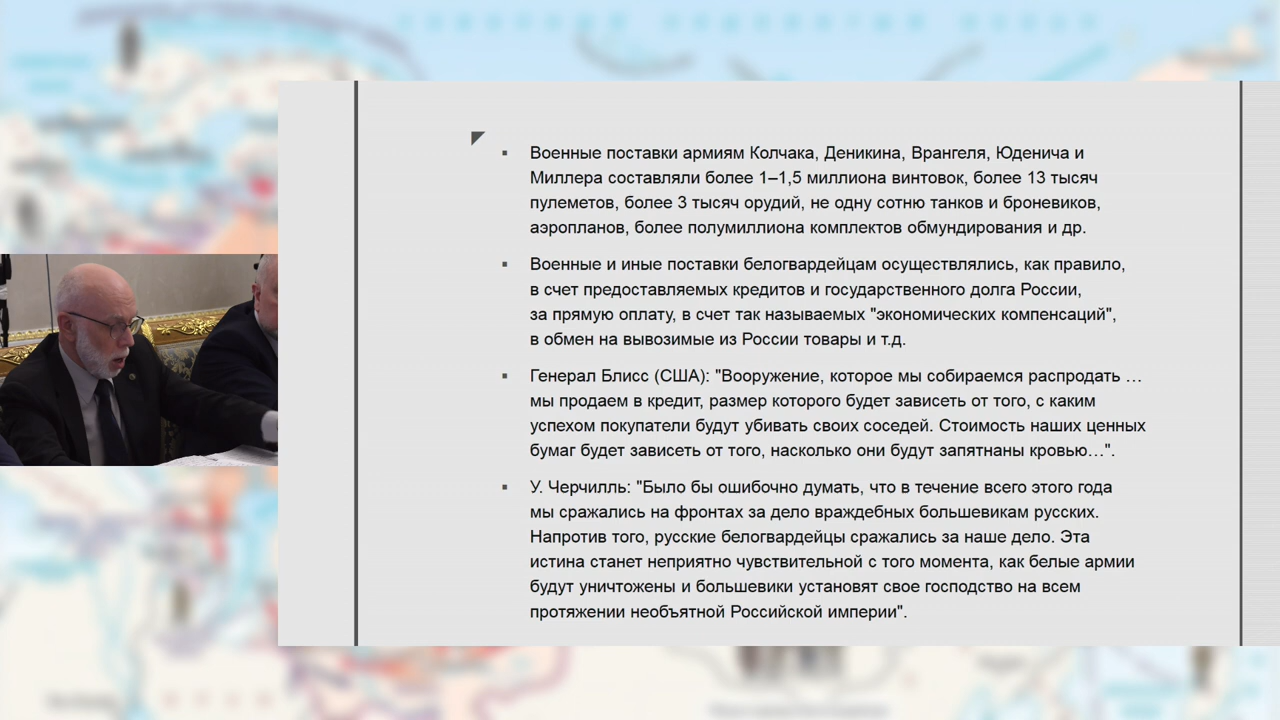 Военные поставки армиям Колчака, Деникина, Врангеля, Юденича и
Миллера составляли более 1–1,5 миллиона винтовок, более 13 тысяч
пулеметов, более 3 тысяч орудий, не одну сотню танков и броневиков,
аэропланов, более полумиллиона комплектов обмундирования и др.
Военные и иные поставки белогвардейцам осуществлялись, как правило,
в счет предоставляемых кредитов и государственного долга России,
за прямую оплату, в счет так называемых "экономических компенсаций",
в обмен на вывозимые из России товары и т.д.
Генерал Блисс (США): "Вооружение, которое мы собираемся распродать …
мы продаем в кредит, размер которого будет зависеть от того, с каким
успехом покупатели будут убивать своих соседей. Стоимость наших ценных
бумаг будет зависеть от того, насколько они будут запятнаны кровью…".
У. Черчилль: "Было бы ошибочно думать, что в течение всего этого года
мы сражались на фронтах за дело враждебных большевикам русских.
Напротив того, русские белогвардейцы сражались за наше дело. Эта
истина станет неприятно чувствительной с того момента, как белые армии
будут уничтожены и большевики установят свое господство на всем
протяжении необъятной Российской империи".